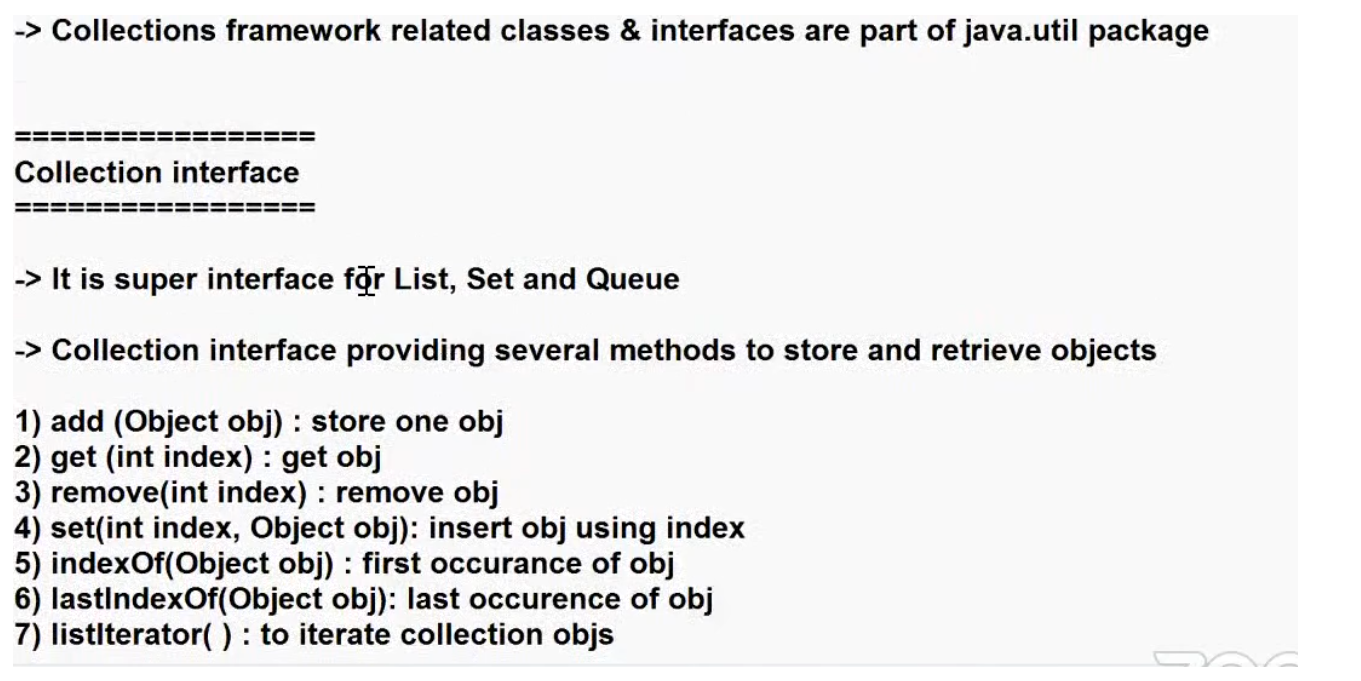 -> Collections framework related classes & interfaces are part of java.util package
=================
Collection interface
=================
-> It is super interface for List, Set and Queue
-> Collection interface providing several methods to store and retrieve objects
1) add (Object obj) : store one obj
2) get (int index) : get obj
3) remove(int index) : remove obj
4) set(int index, Object obj): insert obj using index
5) indexOf(Object obj) : first occurance of obj
6) lastIndexOf(Object obj): last occurence of obj
7) listIterator( ) : to iterate collection objs